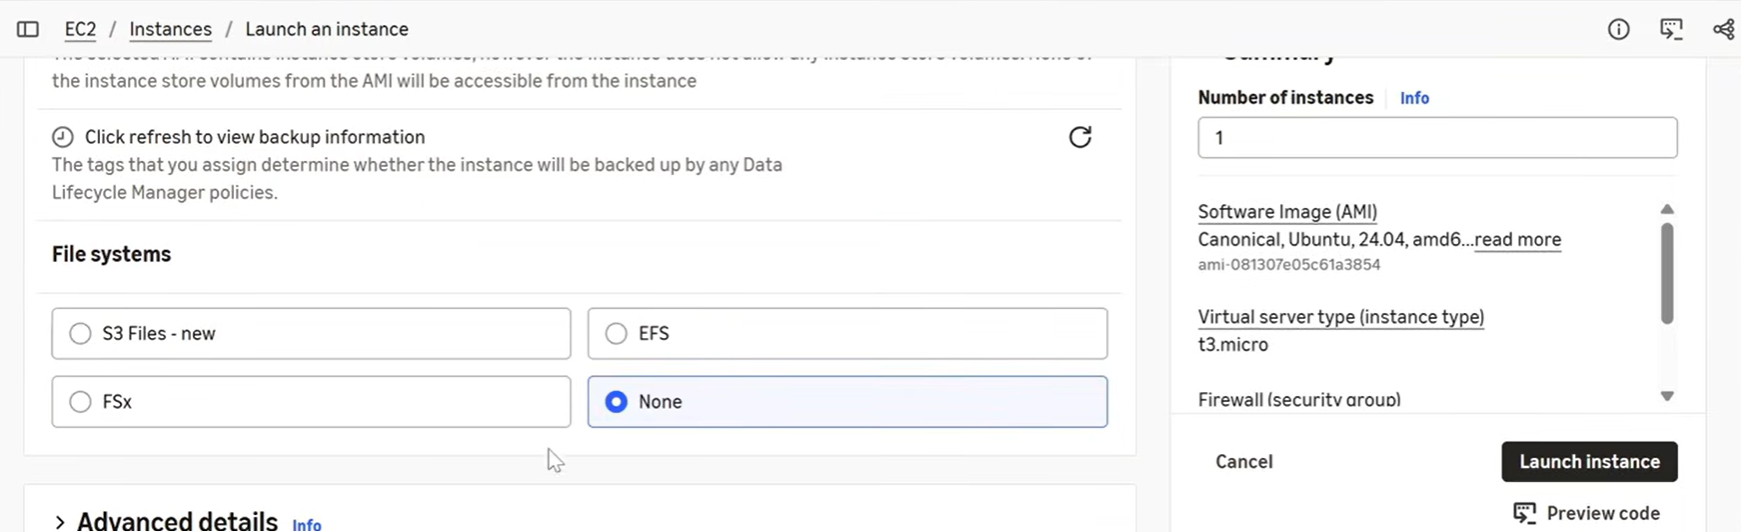 EC2 / Instances / Launch an instance
the instance store volumes from the AMI will be accessible from the instance
Click refresh to view backup information
The tags that you assign determine whether the instance will be backed up by any Data
Lifecycle Manager policies.
File systems
S3 Files - new
EFS
FSx
None
Advanced details Info
Summary
Number of instances Info
1
Software Image (AMI)
Canonical, Ubuntu, 24.04, amd6...read more
ami-081307e05c61a3854
Virtual server type (instance type)
t3.micro
Firewall (security group)
Cancel
Launch instance
Preview code